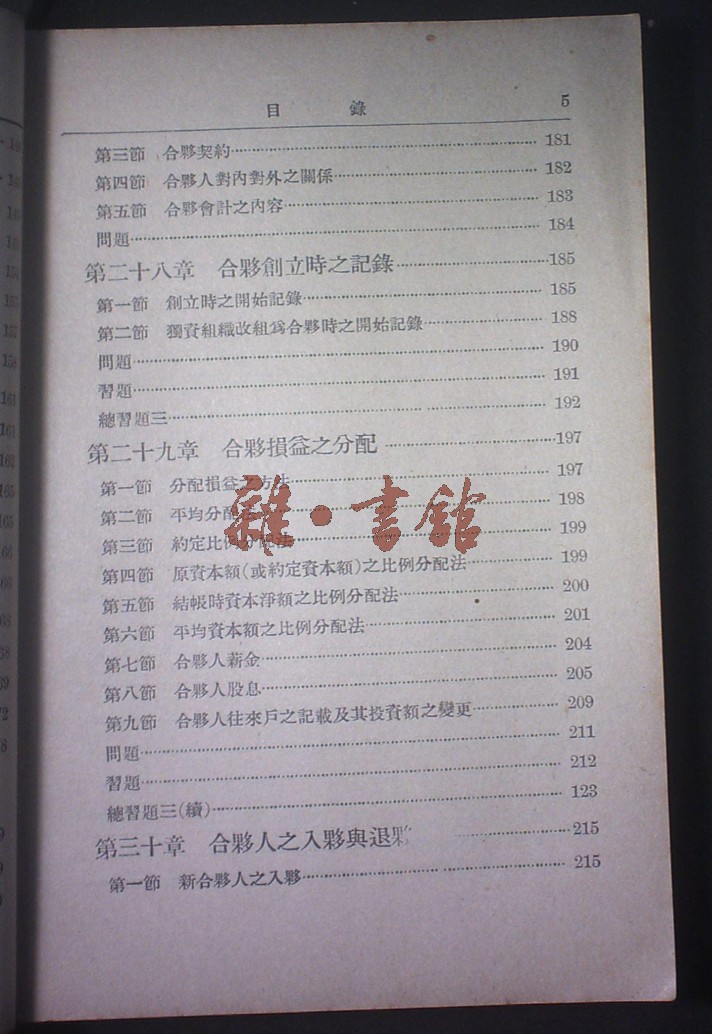 目 錄 5
第三節 合夥契約 181
第四節 合夥人對內對外之關係 182
第五節 合夥會計之內容 183
問題 184
第二十八章 合夥創立時之記錄 185
第一節 創立時之開始記錄 185
第二節 獨資組織改組爲合夥時之開始記錄 188
問題 190
習題 191
總習題三 192
第二十九章 合夥損益之分配 197
第一節 分配損益之方法 197
第二節 平均分配法 198
第三節 約定比例分配法 199
第四節 原資本額(或約定資本額)之比例分配法 199
第五節 結帳時資本淨額之比例分配法 200
第六節 平均資本額之比例分配法 201
第七節 合夥人薪金 204
第八節 合夥人股息 205
第九節 合夥人往來戶之記載及其投資額之變更 209
問題 211
習題 212
總習題三(續) 123
第三十章 合夥人之入夥與退夥 215
第一節 新合夥人之入夥 215
雜·書館